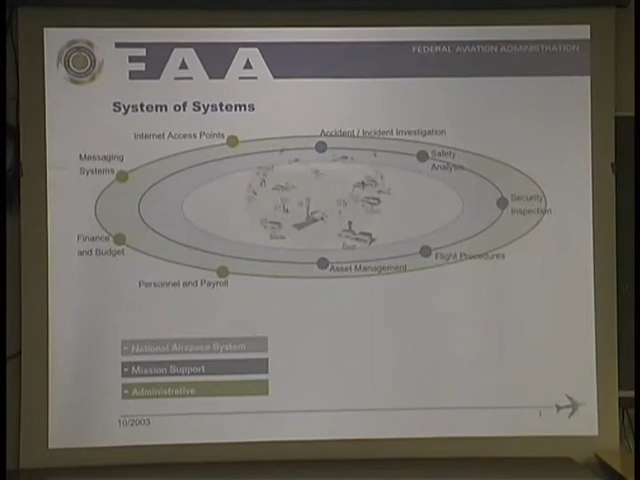 FAA
FEDERAL AVIATION ADMINISTRATION
System of Systems
Internet Access Points
Accident / Incident Investigation
Messaging
Systems
Safety
Analysis
Security
Inspection
Finance
and Budget
Flight Procedures
Asset Management
Personnel and Payroll
- National Airspace System
- Mission Support
- Administrative
10/2003